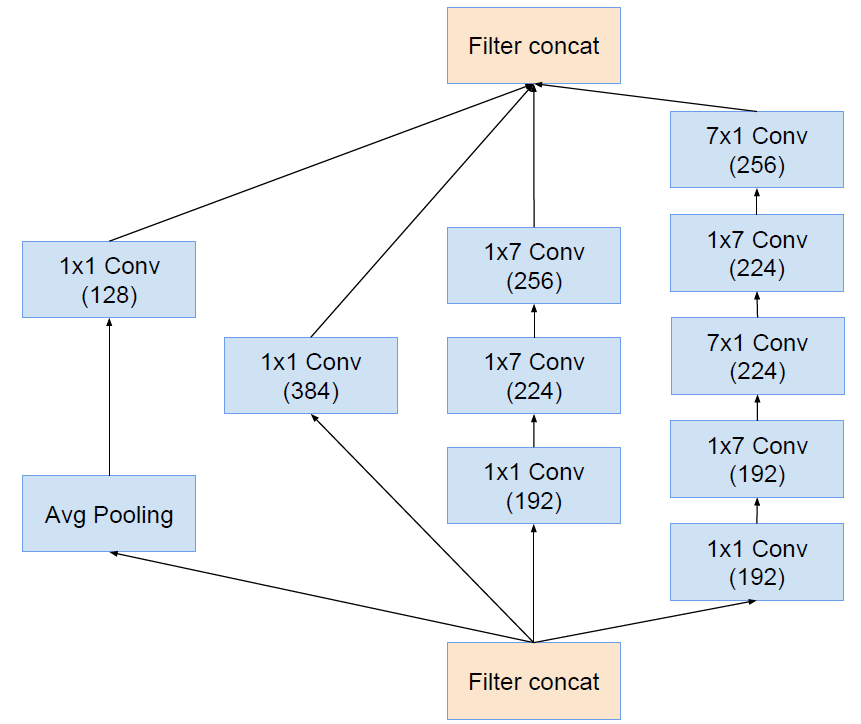 Filter concat
7x1 Conv
(256)
1x7 Conv
(224)
1x1 Conv
(128)
1x7 Conv
(256)
7x1 Conv
(224)
1x1 Conv
(384)
1x7 Conv
(224)
1x7 Conv
(192)
1x1 Conv
(192)
Avg Pooling
1x1 Conv
(192)
Filter concat